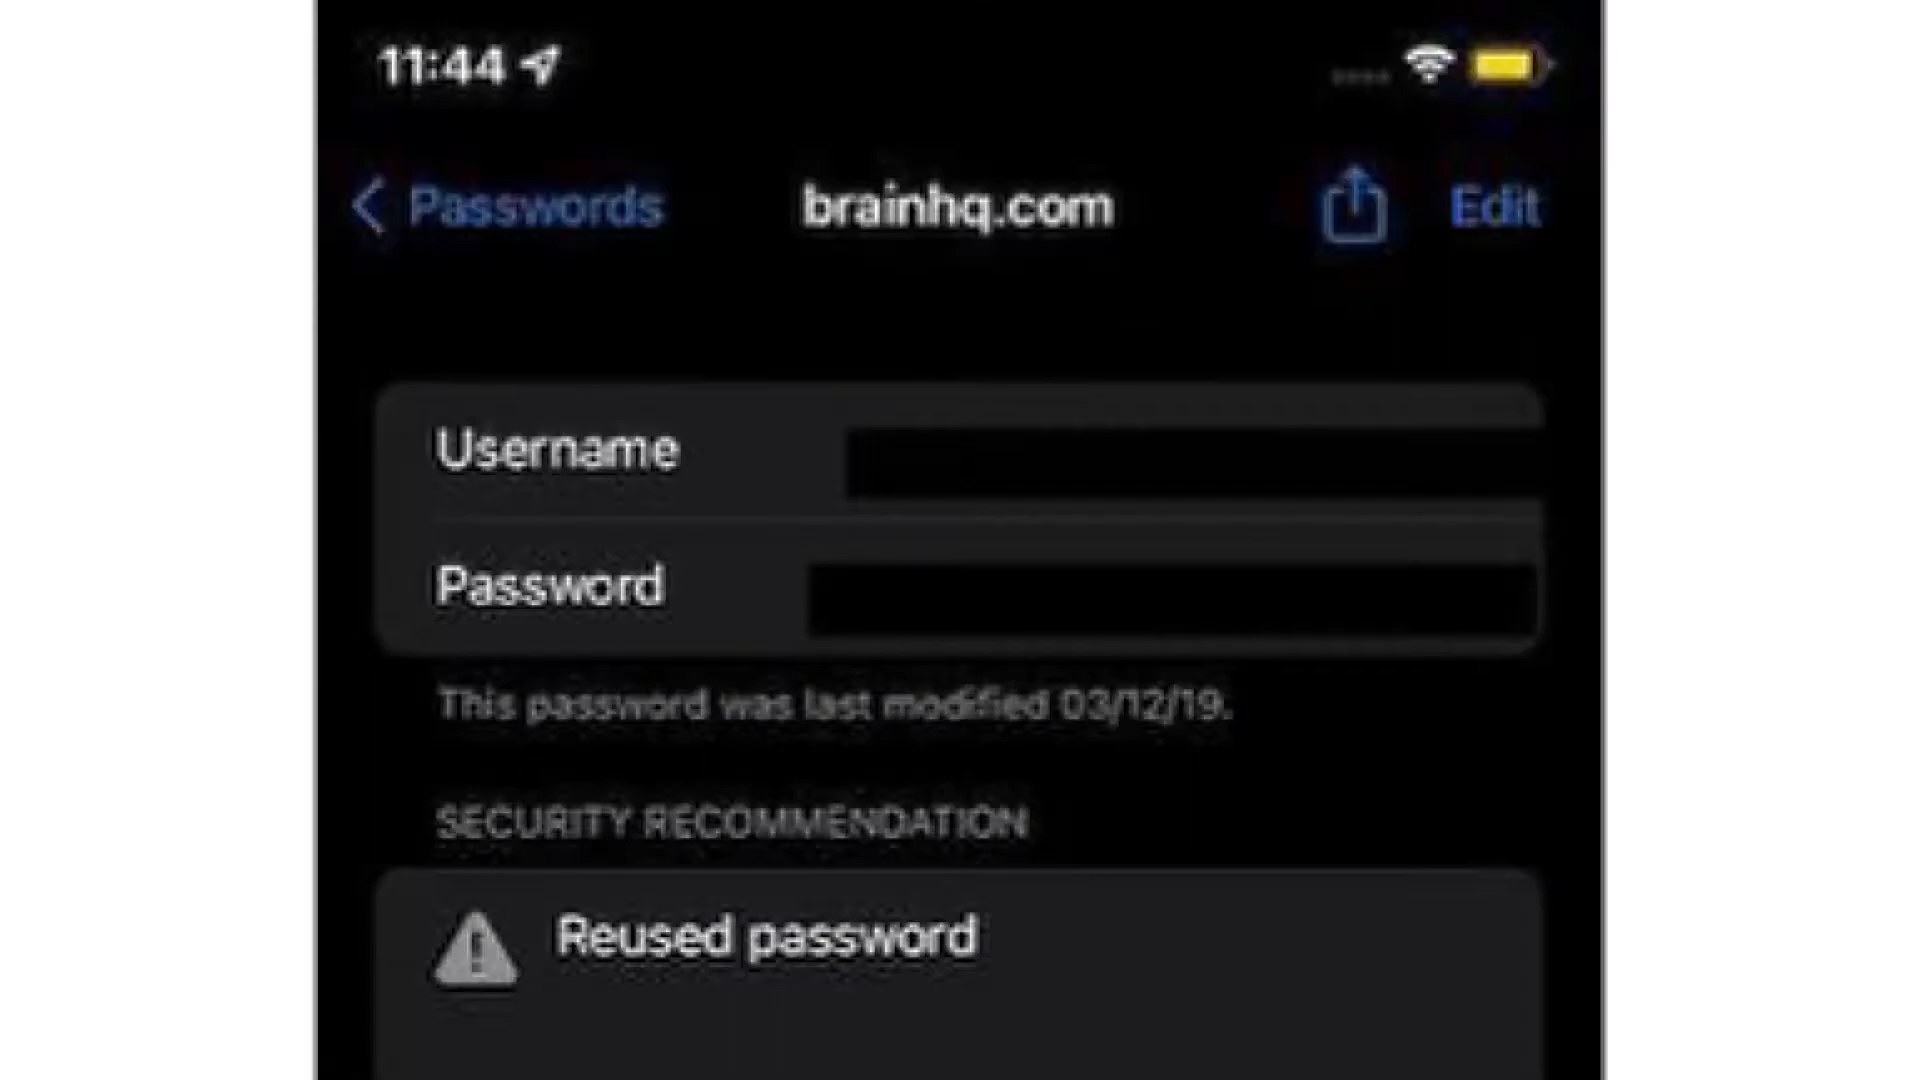 11:44
Passwords brainhq.com Edit
Username
Password
This password was last modified 03/12/19.
SECURITY RECOMMENDATION
Reused password